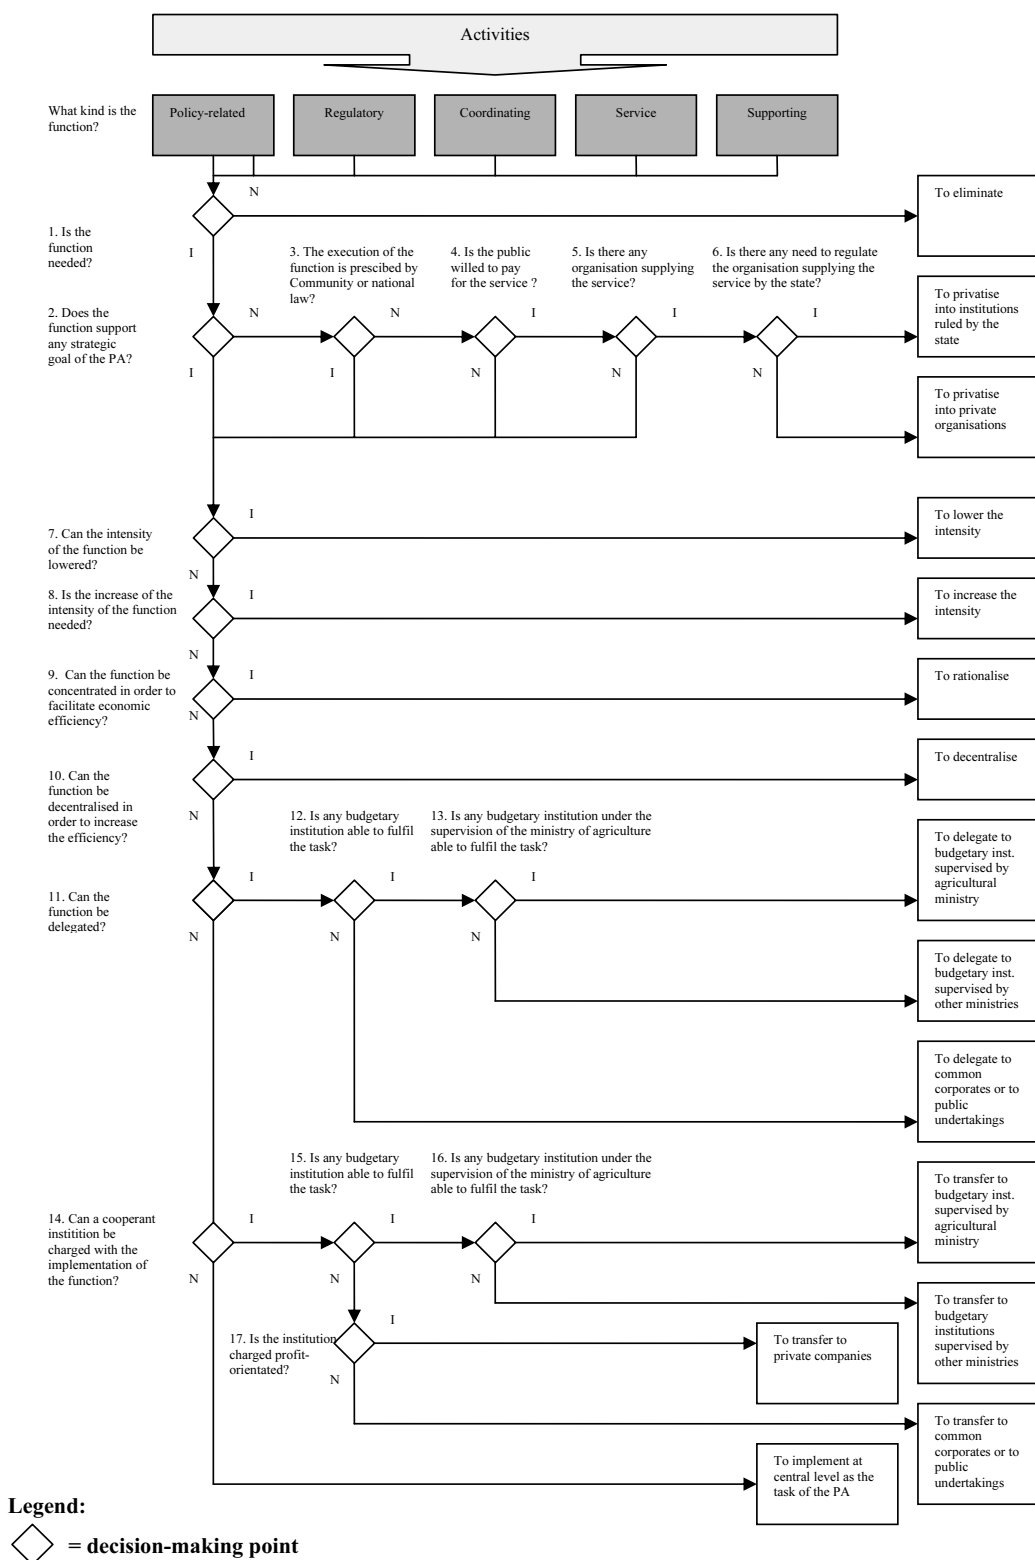 Activities
What kind is the
function?
Policy-related
Regulatory
Coordinating
Service
Supporting
N
To eliminate
1. Is the
function
needed?
I
3. The execution of the
function is prescibed by
Community or national
law?
4. Is the public
willed to pay
for the service ?
5. Is there any
organisation supplying
the service?
6. Is there any need to regulate
the organisation supplying the
service by the state?
2. Does the
function support
any strategic
goal of the PA?
N
N
I
I
I
To privatise
into institutions
ruled by the
state
I
I
N
N
N
To privatise
into private
organisations
I
7. Can the intensity
of the function be
lowered?
To lower the
intensity
N
8. Is the increase of the
intensity of the function
needed?
I
To increase the
intensity
N
9. Can the function be
concentrated in order to
facilitate economic
efficiency?
I
To rationalise
N
I
To decentralise
10. Can the
function be
decentralised in
order to increase
the efficiency?
N
12. Is any budgetary
institution able to fulfil
the task?
13. Is any budgetary institution under the
supervision of the ministry of agriculture
able to fulfil the task?
To delegate to
budgetary inst.
supervised by
agricultural
ministry
I
I
I
11. Can the
function be
delegated?
N
N
N
To delegate to
budgetary inst.
supervised by
other ministries
To delegate to
common
corporates or to
public
undertakings
15. Is any budgetary
institution able to fulfil
the task?
16. Is any budgetary institution under the
supervision of the ministry of agriculture
able to fulfil the task?
To transfer to
budgetary inst.
supervised by
agricultural
ministry
14. Can a cooperant
institition be
charged with the
implementation of
the function?
I
I
I
N
N
N
To transfer to
budgetary
institutions
supervised by
other ministries
17. Is the institution
charged profit-
orientated?
I
To transfer to
private companies
N
To transfer to
common
corporates or to
public
undertakings
To implement at
central level as the
task of the PA
Legend:
= decision-making point